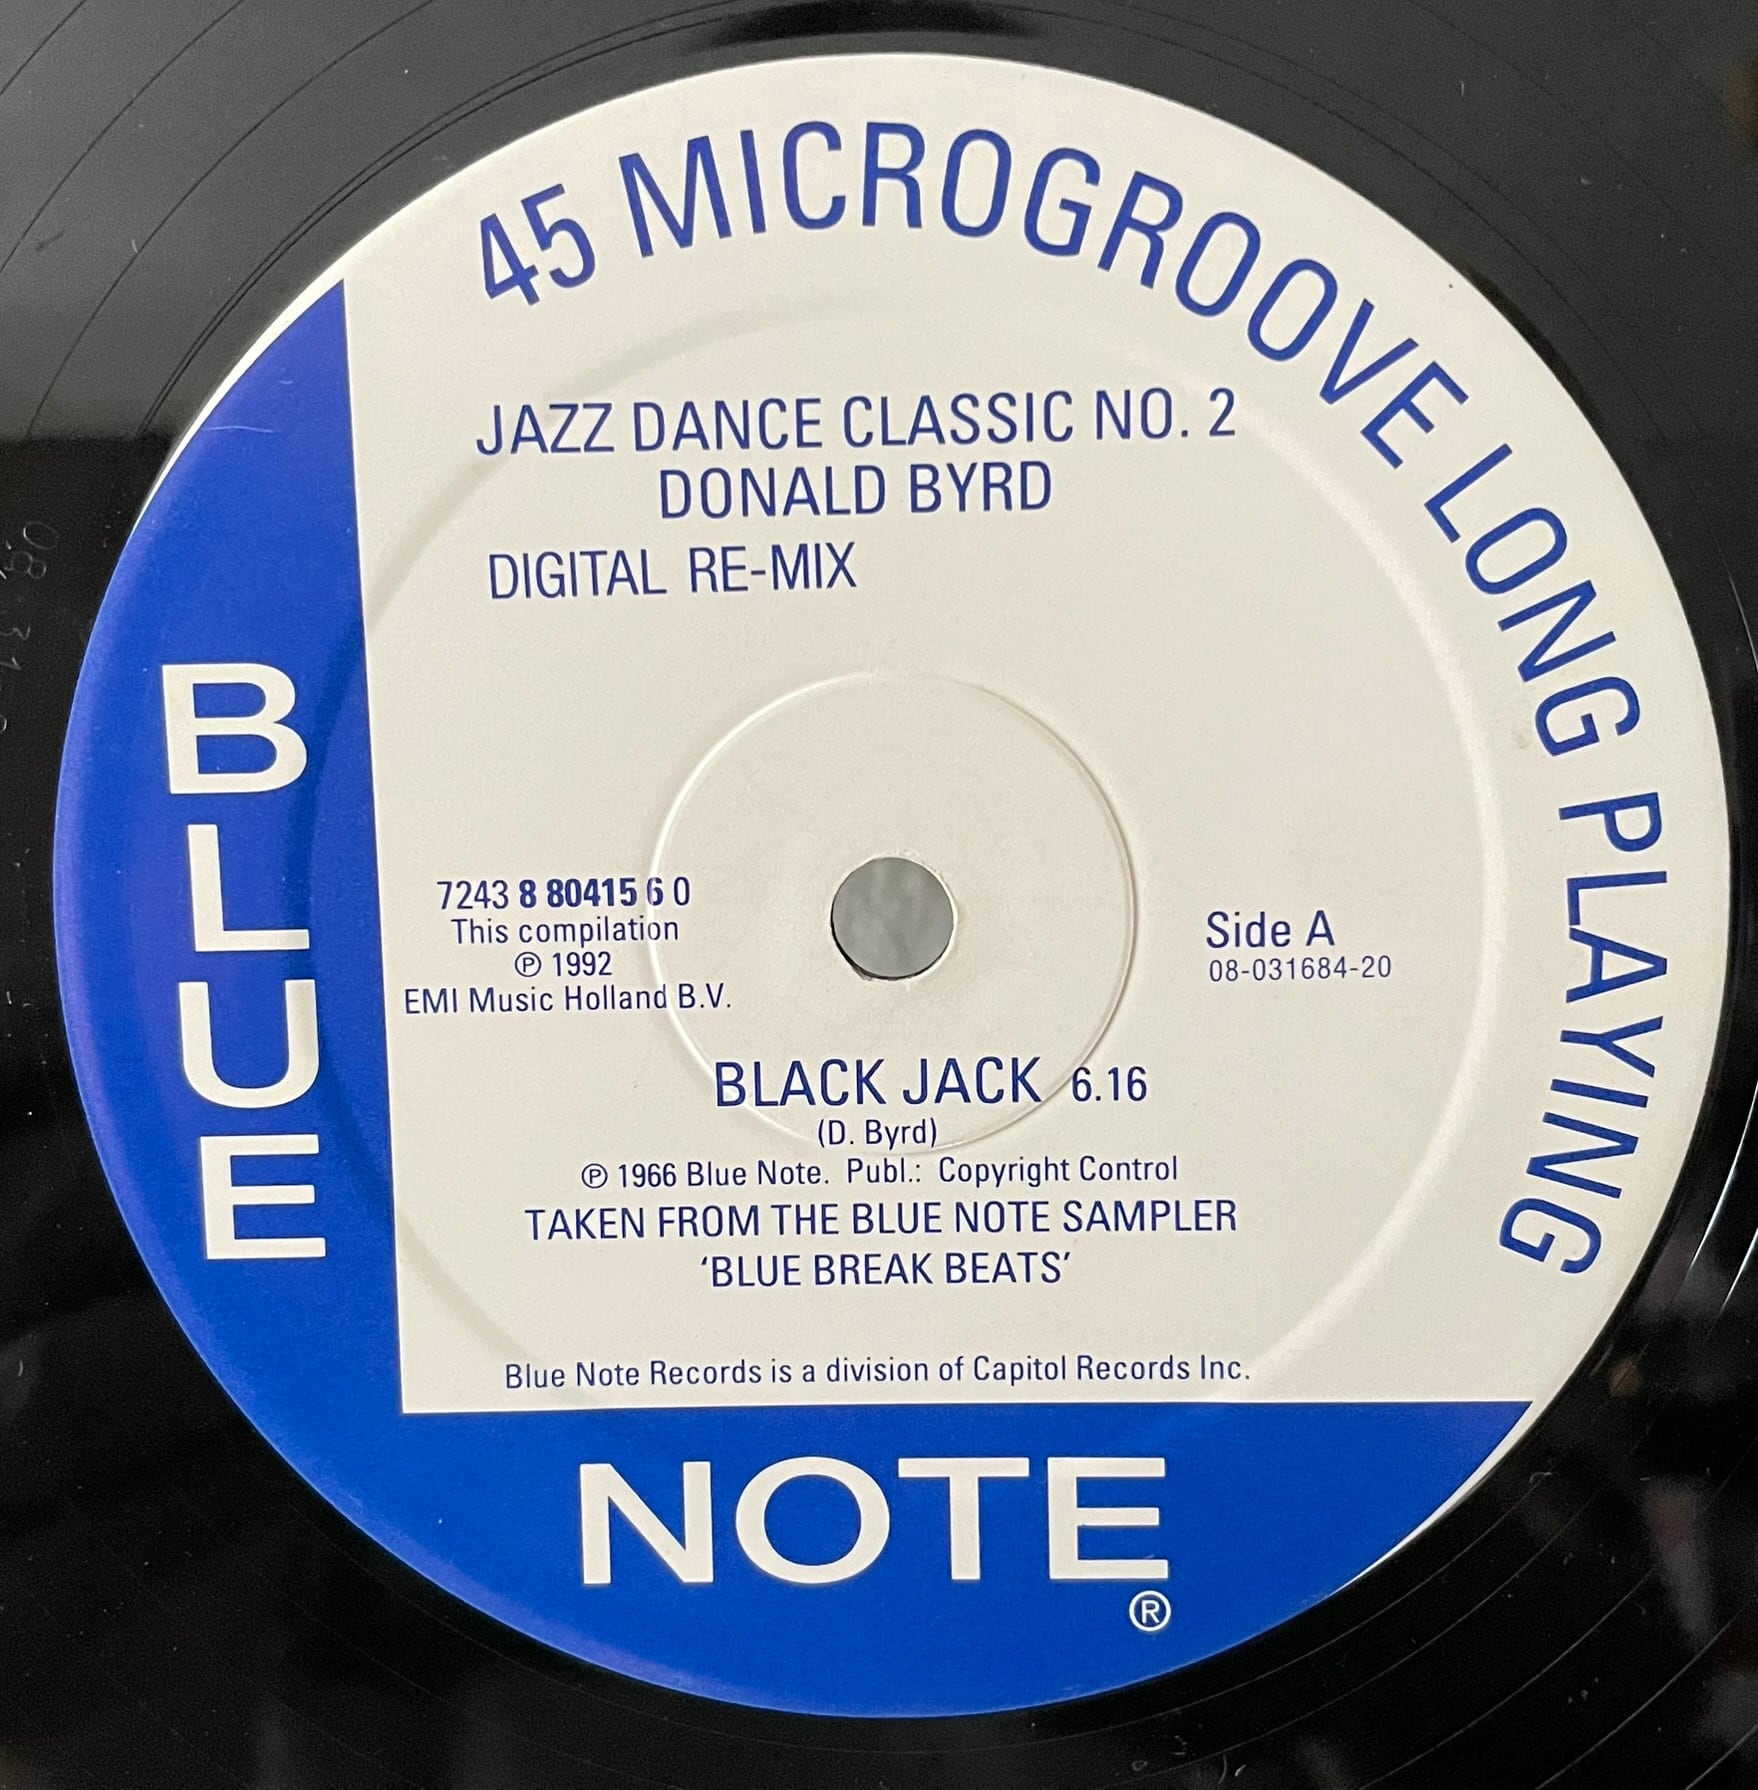 45 MICROGROOVE LONG PLAYING
JAZZ DANCE CLASSIC NO. 2
DONALD BYRD
DIGITAL RE-MIX
BLUE
7243 8 80415 6 0
This compilation
℗ 1992
EMI Music Holland B.V.
Side A
08-031684-20
BLACK JACK 6.16
(D. Byrd)
℗ 1966 Blue Note. Publ.: Copyright Control
TAKEN FROM THE BLUE NOTE SAMPLER
'BLUE BREAK BEATS'
Blue Note Records is a division of Capitol Records Inc.
NOTE
®